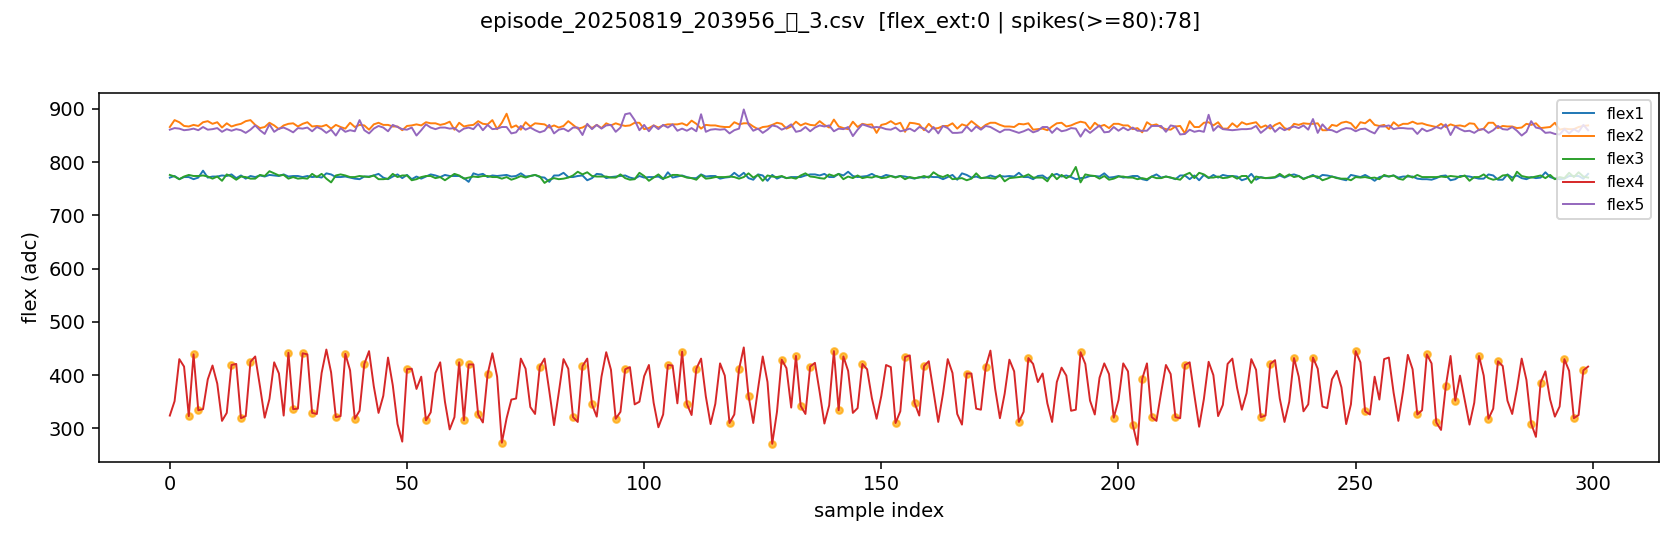 episode_20250819_203956_▯_3.csv  [flex_ext:0 | spikes(>=80):78]
900
800
700
600
500
400
300
flex (adc)
flex1
flex2
flex3
flex4
flex5
0
50
100
150
200
250
300
sample index